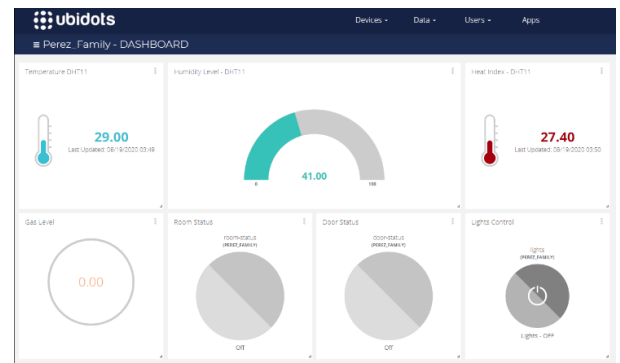 ubidots
Devices
Data
Users
Apps
Perez_Family - DASHBOARD
Temperature DHT11
29.00
Last Updated: 08/19/2020 03:49
Humidity Level - DHT11
41.00
0
100
Heat Index - DHT11
27.40
Last Updated: 08/19/2020 03:50
Gas Level
0.00
Room Status
room-status
(PEREZ_FAMILY)
Off
Door Status
door-status
(PEREZ_FAMILY)
Off
Lights Control
lights
(PEREZ_FAMILY)
Lights - OFF